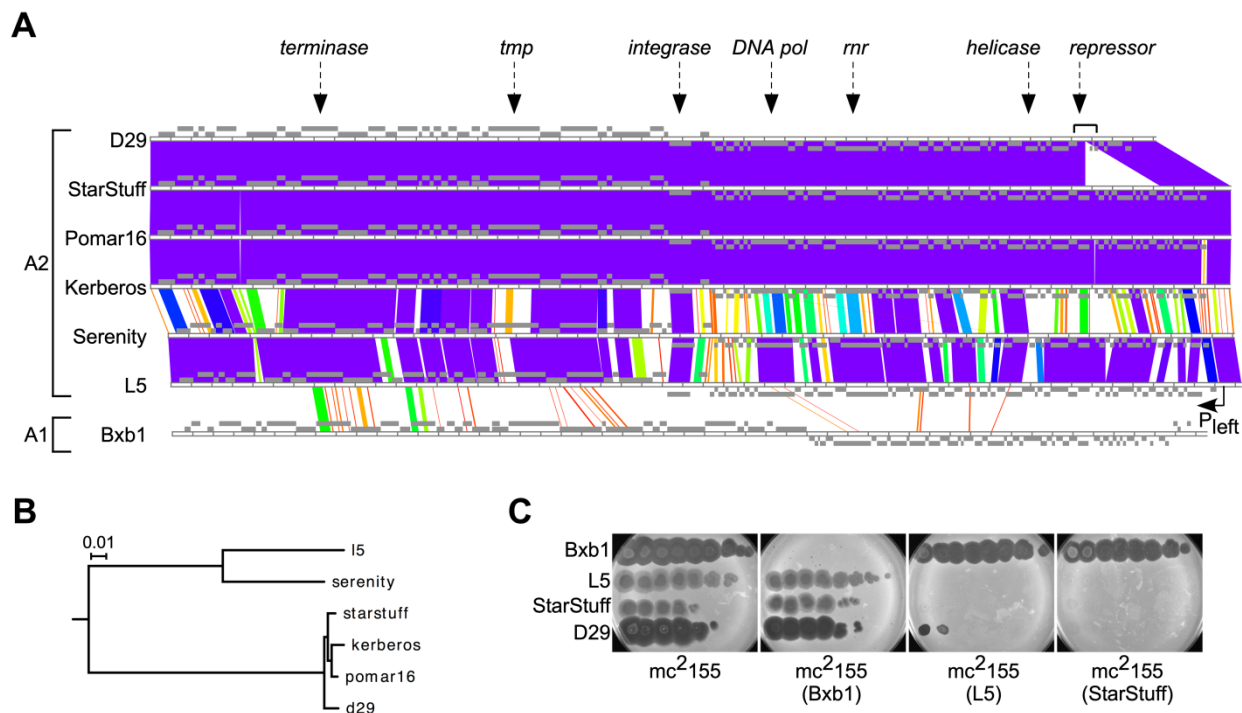 A
terminase tmp integrase DNA pol rnr helicase repressor
D29
StarStuff
Pomar16
A2
Kerberos
Serenity
L5
Pleft
A1 Bxb1
B
0.01
l5
serenity
starstuff
kerberos
pomar16
d29
C
Bxb1
L5
StarStuff
D29
mc2155 mc2155 mc2155 mc2155
(Bxb1) (L5) (StarStuff)